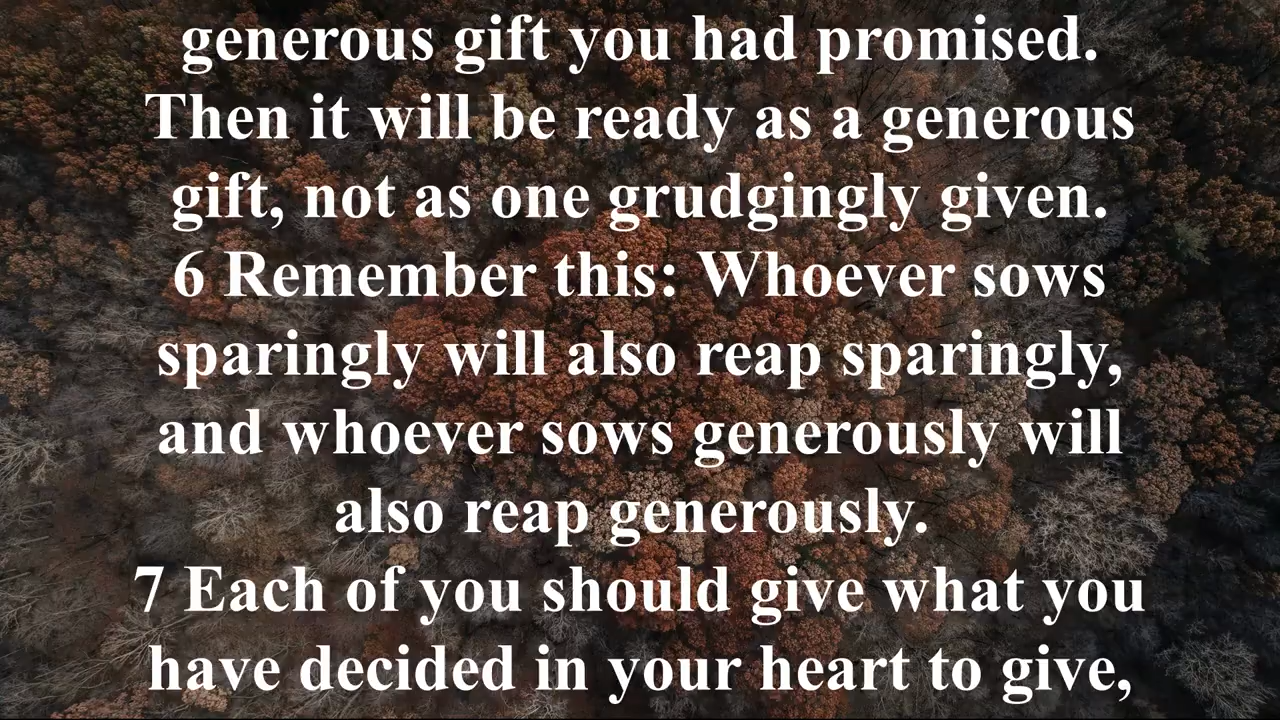 generous gift you had promised.
Then it will be ready as a generous
gift, not as one grudgingly given.
6 Remember this: Whoever sows
sparingly will also reap sparingly,
and whoever sows generously will
also reap generously.
7 Each of you should give what you
have decided in your heart to give,